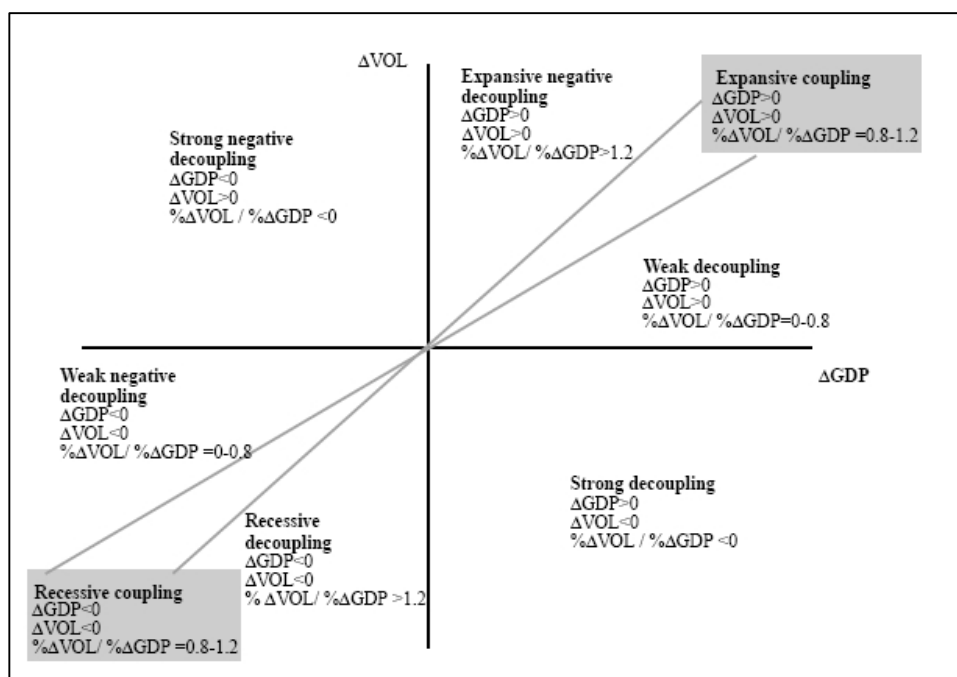 ΔVOL
Expansive negative
decoupling
ΔGDP>0
ΔVOL>0
%ΔVOL/ %ΔGDP>1.2
Expansive coupling
ΔGDP>0
ΔVOL>0
%ΔVOL/ %ΔGDP =0.8-1.2
Strong negative
decoupling
ΔGDP<0
ΔVOL>0
%ΔVOL / %ΔGDP <0
Weak decoupling
ΔGDP>0
ΔVOL>0
%ΔVOL/ %ΔGDP=0-0.8
ΔGDP
Weak negative
decoupling
ΔGDP<0
ΔVOL<0
%ΔVOL/ %ΔGDP =0-0.8
Strong decoupling
ΔGDP>0
ΔVOL<0
%ΔVOL / %ΔGDP <0
Recessive
decoupling
ΔGDP<0
ΔVOL<0
% ΔVOL/ %ΔGDP >1.2
Recessive coupling
ΔGDP<0
ΔVOL<0
%ΔVOL/ %ΔGDP =0.8-1.2